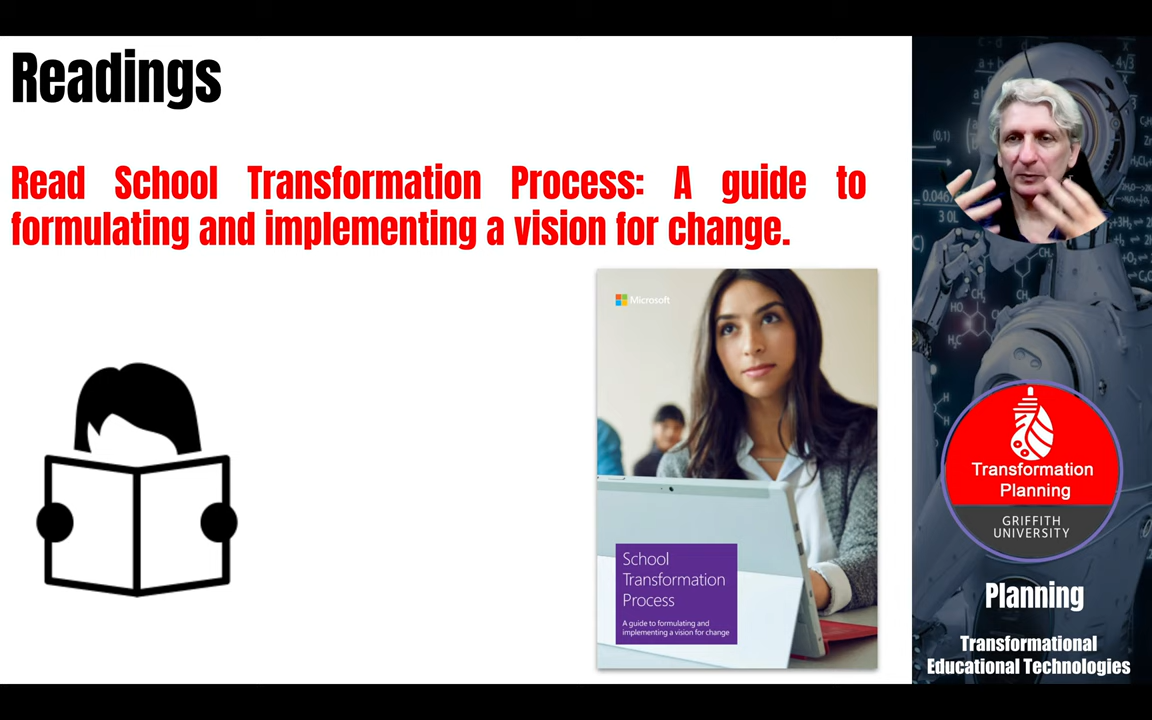 Readings
Read School Transformation Process: A guide to
formulating and implementing a vision for change.
Microsoft
School
Transformation
Process
A guide to formulating and
implementing a vision for change
Transformation
Planning
GRIFFITH
UNIVERSITY
Planning
Transformational
Educational Technologies